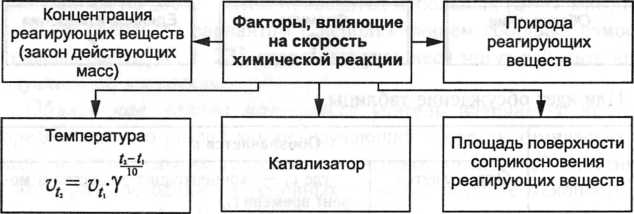 Концентрация
реагирующих веществ
(закон действующих
масс)
Факторы влияющие
на скорость
химической реакции
Природа
реагирующих
веществ
Температура
υt₂ = υt₁·γ^((t₂−t₁)/10)
Катализатор
Площадь поверхности
соприкосновения
реагирующих веществ